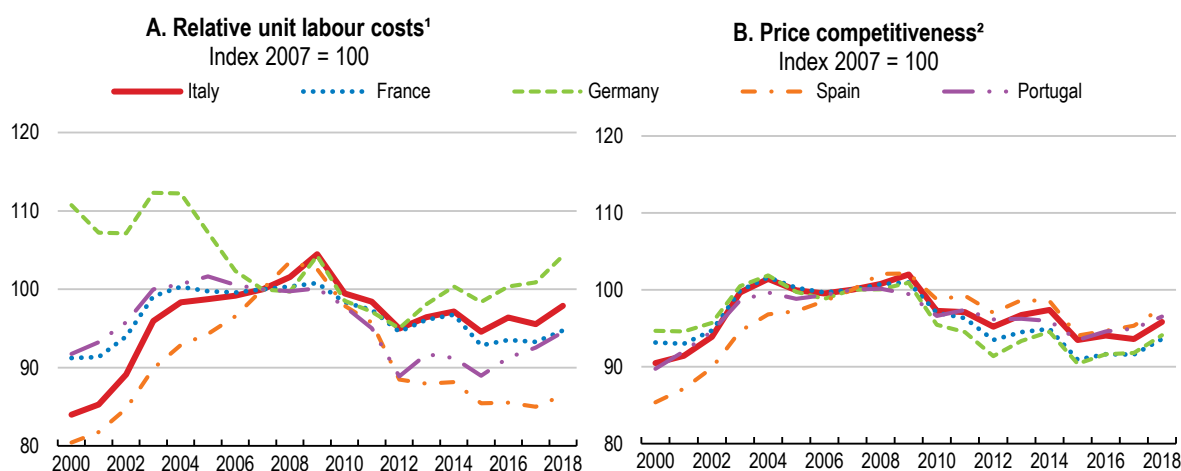 A. Relative unit labour costs¹
Index 2007 = 100
B. Price competitiveness²
Index 2007 = 100
Italy France Germany Spain Portugal
120
110
100
90
80
2000 2002 2004 2006 2008 2010 2012 2014 2016 2018
120
110
100
90
80
2000 2002 2004 2006 2008 2010 2012 2014 2016 2018